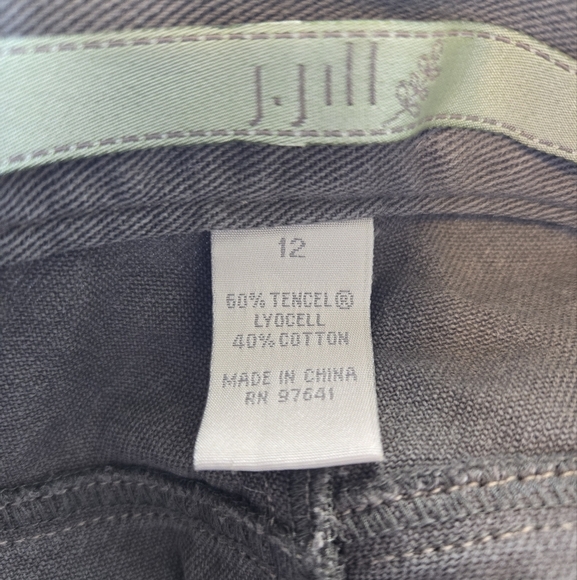 J.Jill
12
60% TENCEL®
LYOCELL
40% COTTON
MADE IN CHINA
RN 97641